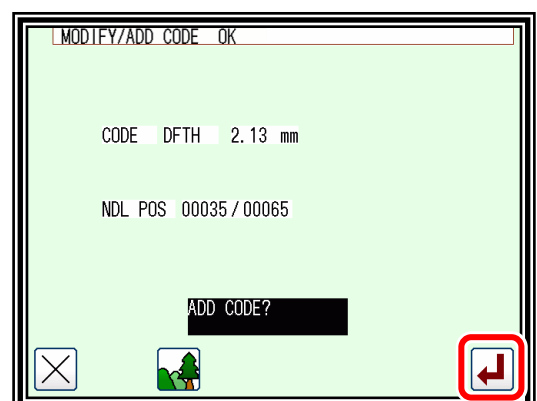 MODIFY/ADD CODE OK
CODE DFTH 2.13 mm
NDL POS 00035/00065
ADD CODE?